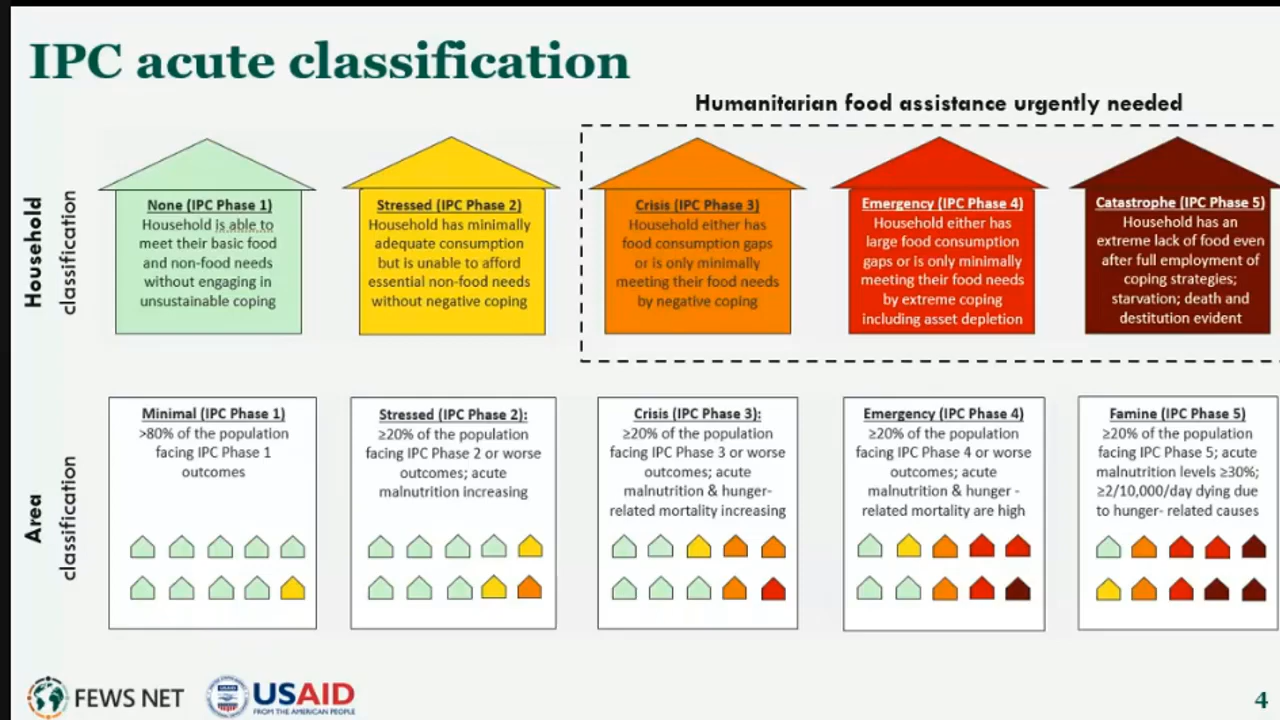 IPC acute classification
Humanitarian food assistance urgently needed
Household
classification
None (IPC Phase 1)
Household is able to
meet their basic food
and non-food needs
without engaging in
unsustainable coping
Stressed (IPC Phase 2)
Household has minimally
adequate consumption
but is unable to afford
essential non-food needs
without negative coping
Crisis (IPC Phase 3)
Household either has
food consumption gaps
or is only minimally
meeting their food needs
by negative coping
Emergency (IPC Phase 4)
Household either has
large food consumption
gaps or is only minimally
meeting their food needs
by extreme coping
including asset depletion
Catastrophe (IPC Phase 5)
Household has an
extreme lack of food even
after full employment of
coping strategies;
starvation; death and
destitution evident
Area
classification
Minimal (IPC Phase 1)
>80% of the population
facing IPC Phase 1
outcomes
Stressed (IPC Phase 2):
≥20% of the population
facing IPC Phase 2 or worse
outcomes; acute
malnutrition increasing
Crisis (IPC Phase 3):
≥20% of the population
facing IPC Phase 3 or worse
outcomes; acute
malnutrition & hunger-
related mortality increasing
Emergency (IPC Phase 4)
≥20% of the population
facing IPC Phase 4 or worse
outcomes; acute
malnutrition & hunger -
related mortality are high
Famine (IPC Phase 5)
≥20% of the population
facing IPC Phase 5; acute
malnutrition levels ≥30%;
≥2/10,000/day dying due
to hunger- related causes
FEWS NET
USAID
FROM THE AMERICAN PEOPLE
4